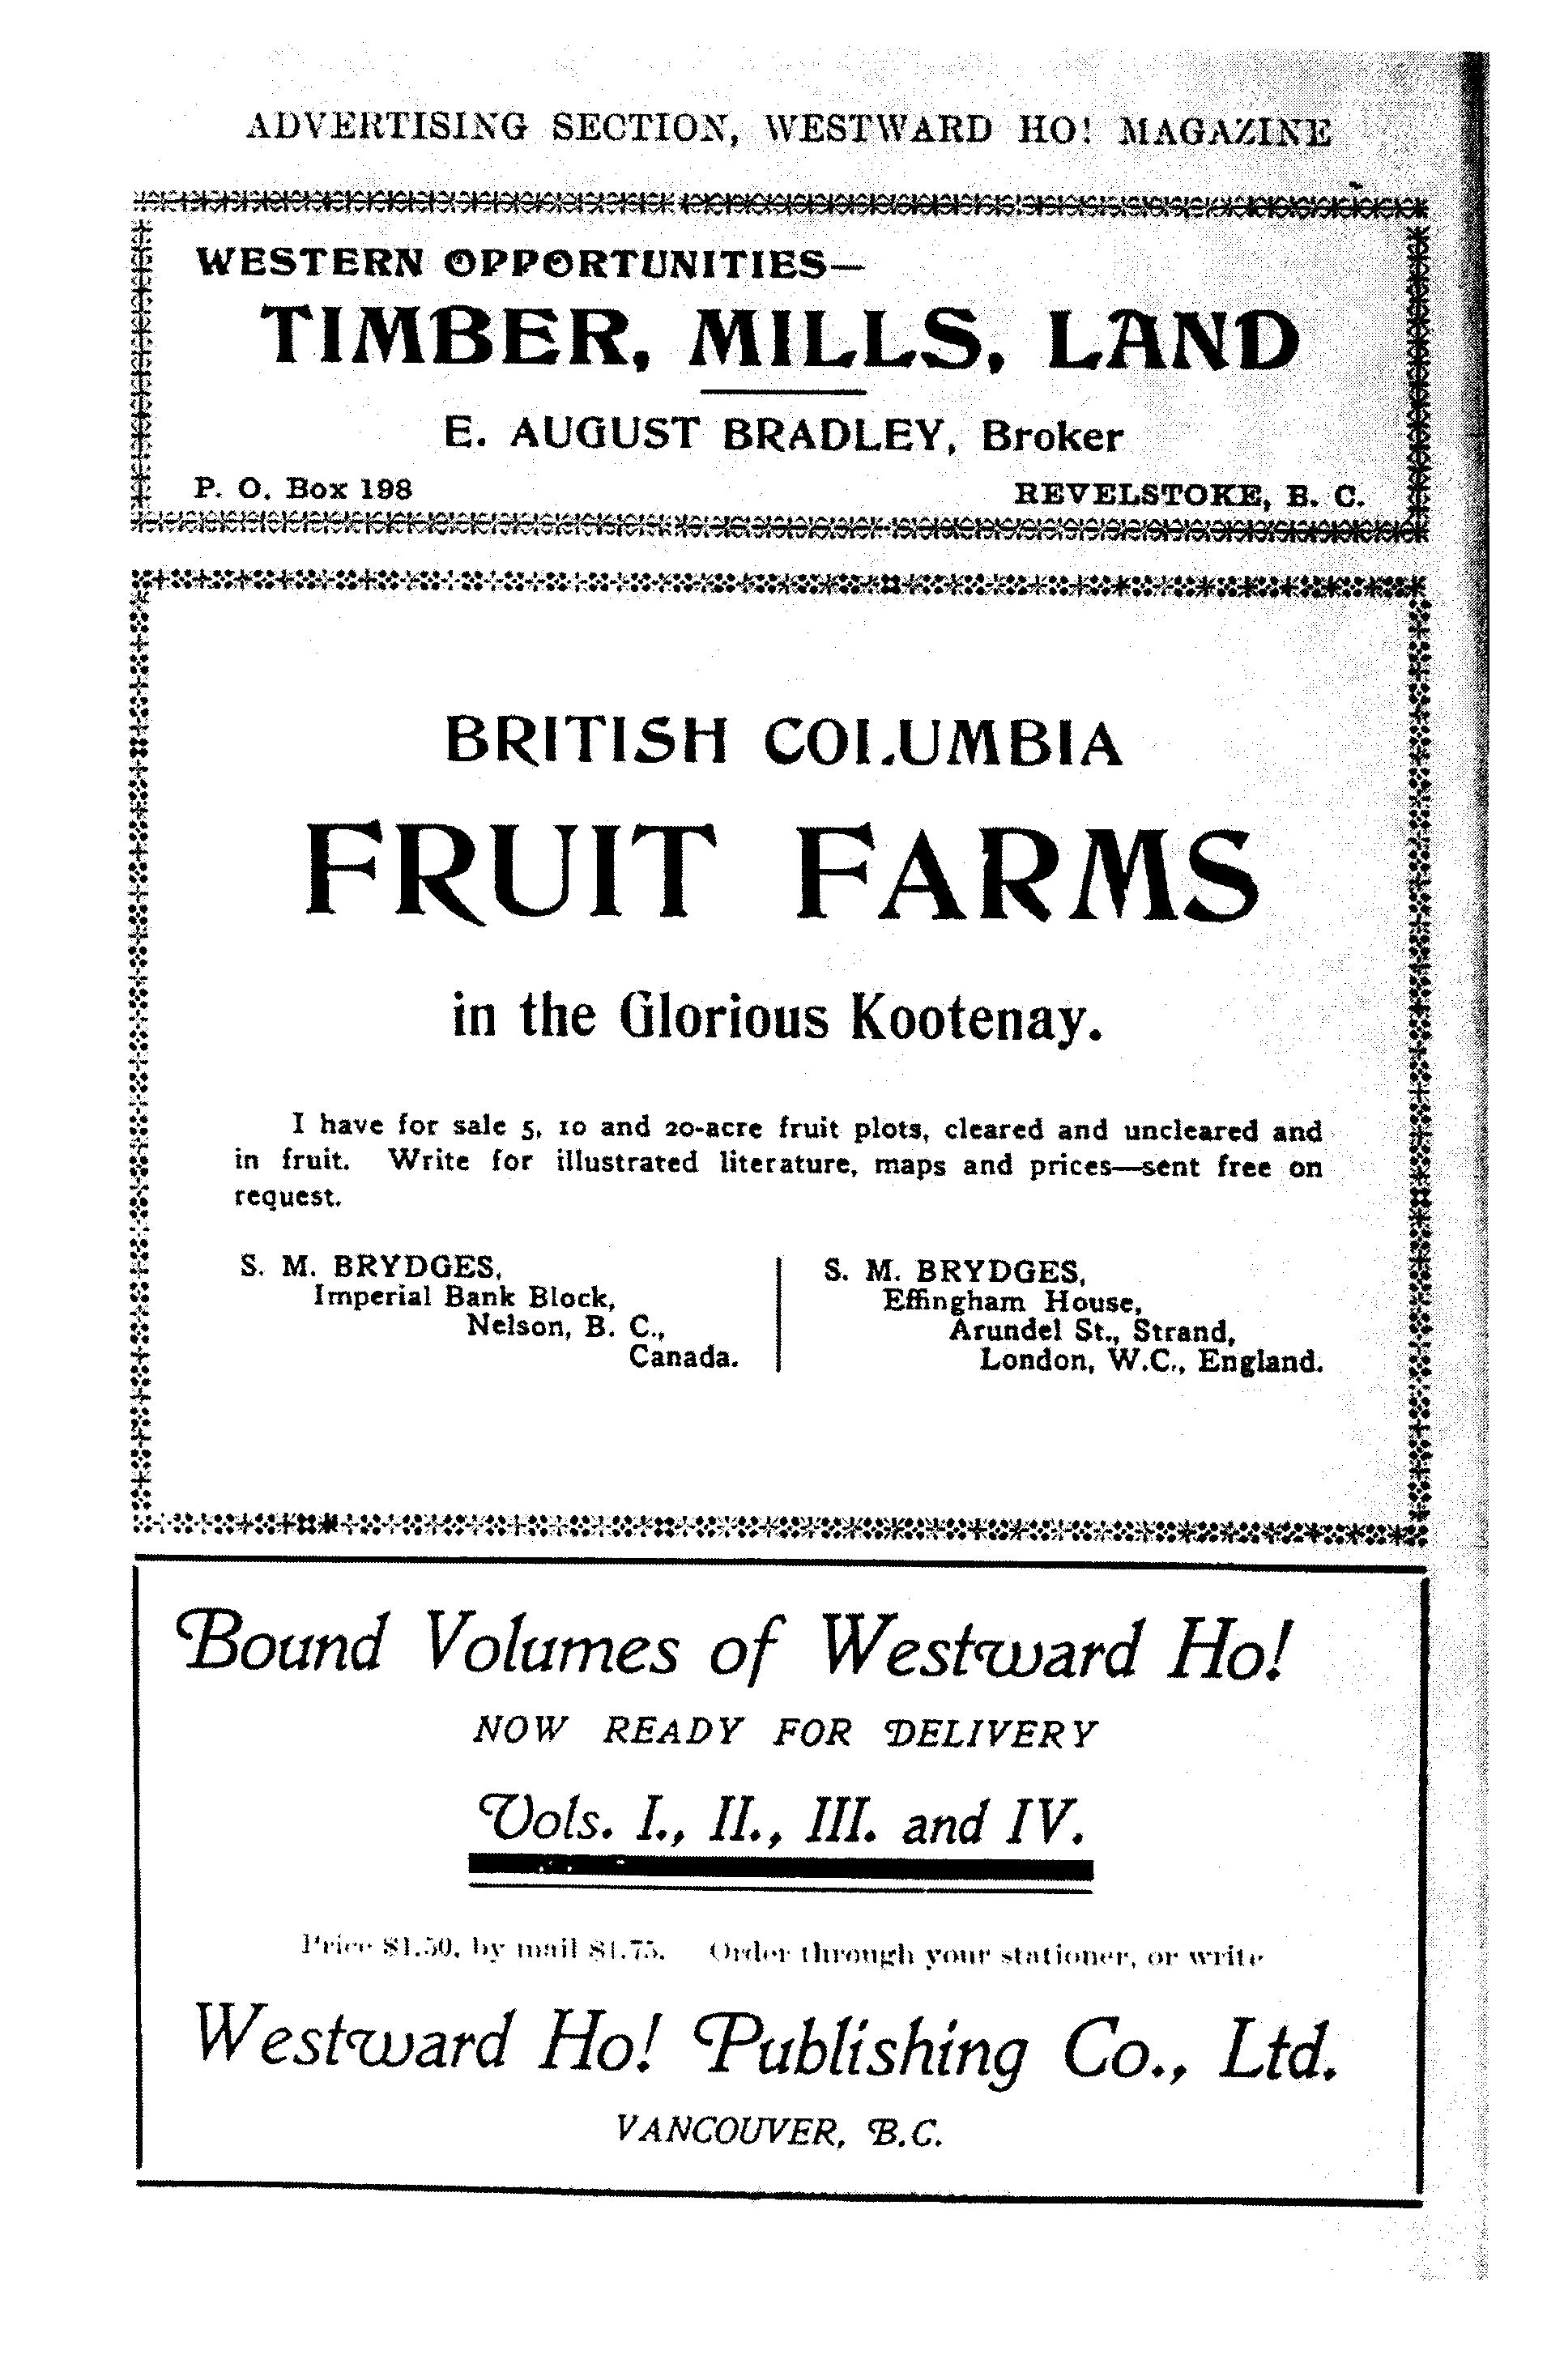 ADVERTISING SECTION, WESTWARD HO! MAGAZINE
WESTERN OPPORTUNITIES—
TIMBER, MILLS, LAND
E. AUGUST BRADLEY, Broker
P. O. Box 198 REVELSTOKE, B. C.
BRITISH COLUMBIA
FRUIT FARMS
in the Glorious Kootenay.
I have for sale 5, 10 and 20-acre fruit plots, cleared and uncleared and
in fruit. Write for illustrated literature, maps and prices—sent free on
request.
S. M. BRYDGES,
Imperial Bank Block,
Nelson, B. C.,
Canada.
S. M. BRYDGES,
Effingham House,
Arundel St., Strand,
London, W.C., England.
Bound Volumes of Westward Ho!
NOW READY FOR DELIVERY
Vols. I., II., III. and IV.
Price $1.50, by mail $1.75. Order through your stationer, or write
Westward Ho! Publishing Co., Ltd.
VANCOUVER, B.C.